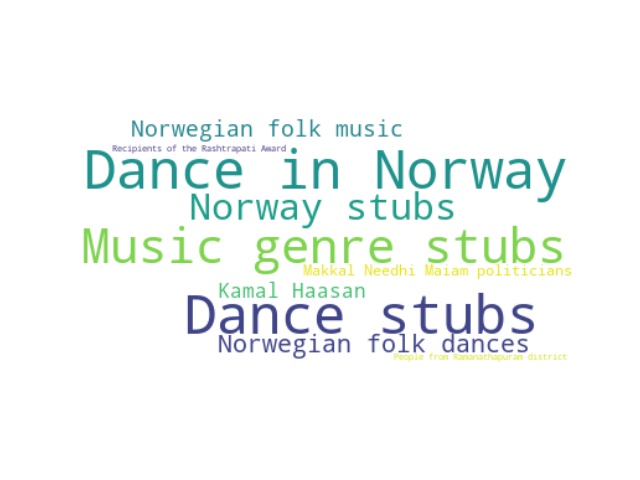 Norwegian folk music
Recipients of the Rashtrapati Award
Dance in Norway
Norway stubs
Music genre stubs
Makkal Needhi Maiam politicians
Kamal Haasan
Dance stubs
Norwegian folk dances
People from Ramanathapuram district